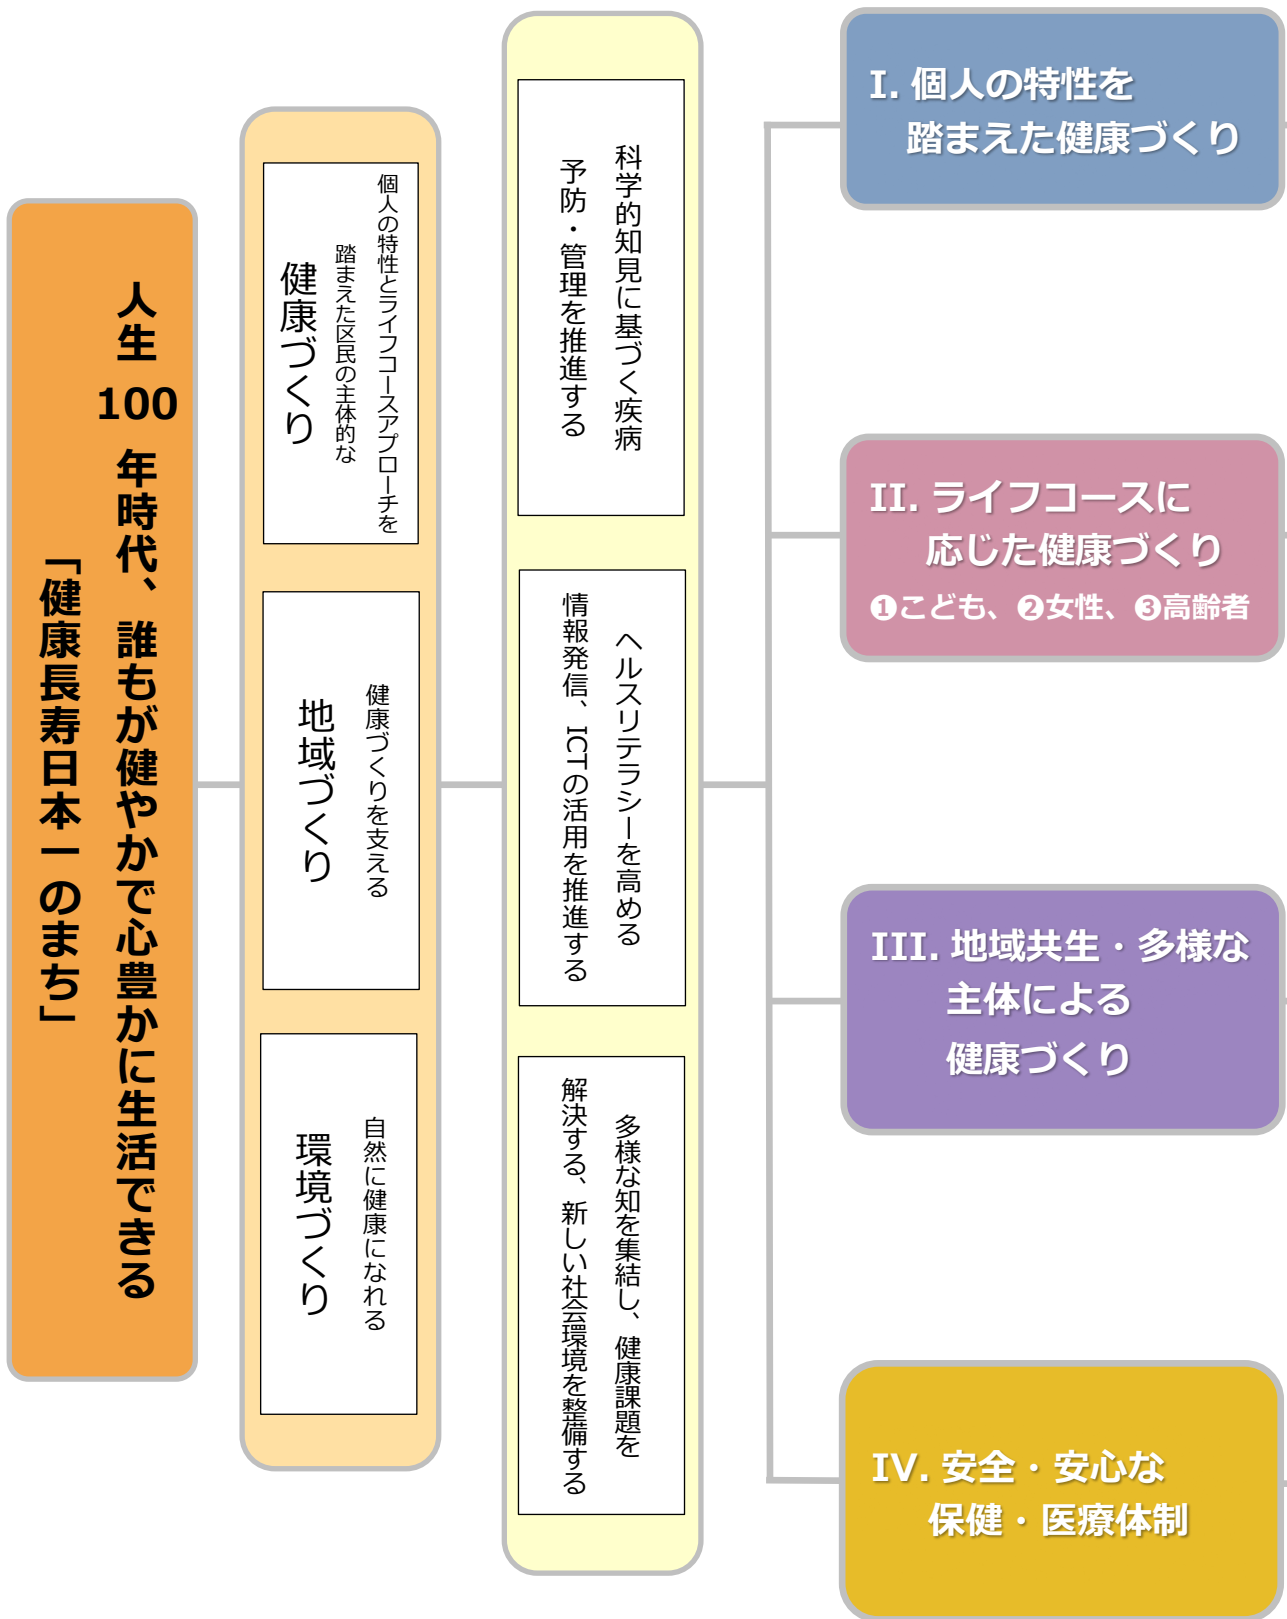 人生 100 年時代、誰もが健やかで心豊かに生活できる
「健康長寿日本一のまち」
個人の特性とライフコースアプローチを
踏まえた区民の主体的な
健康づくり
健康づくりを支える
地域づくり
自然に健康になれる
環境づくり
科学的知見に基づく疾病
予防・管理を推進する
ヘルスリテラシーを高める
情報発信、ICTの活用を推進する
多様な知を集結し、健康課題を
解決する、新しい社会環境を整備する
I. 個人の特性を
踏まえた健康づくり
II. ライフコースに
応じた健康づくり
❶こども、❷女性、❸高齢者
III. 地域共生・多様な
主体による
健康づくり
IV. 安全・安心な
保健・医療体制